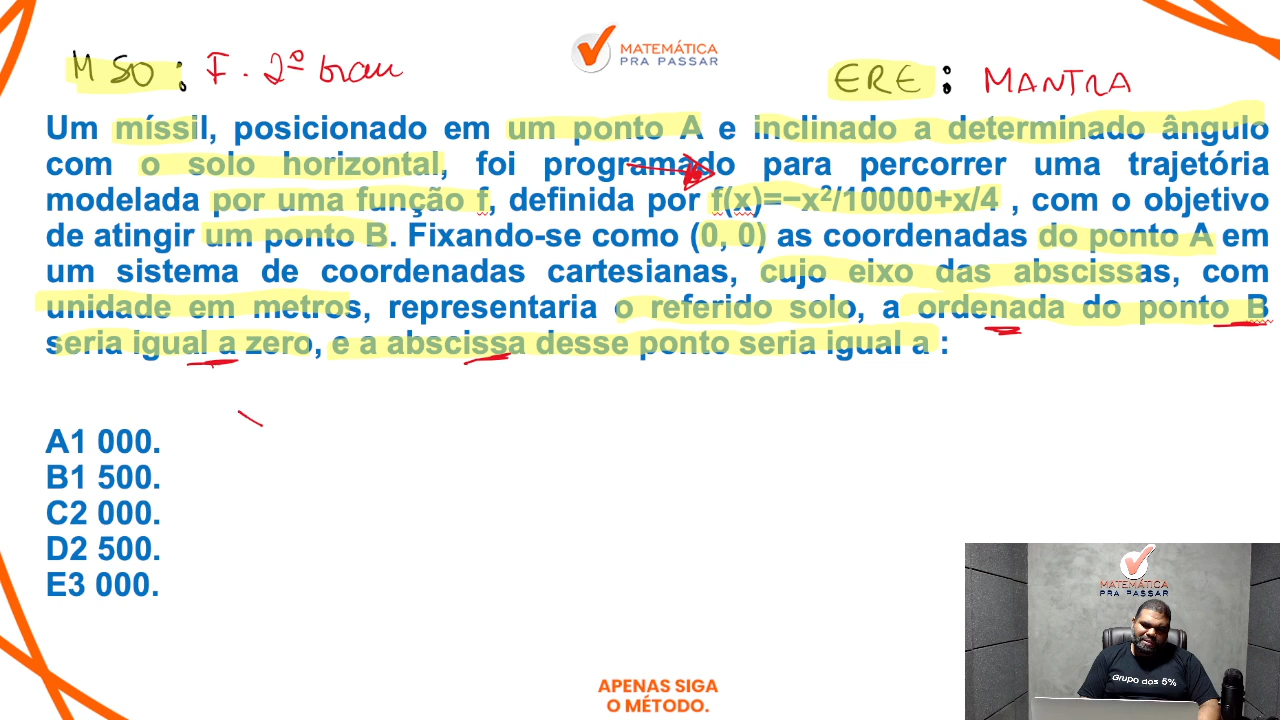 MATEMÁTICA
PRA PASSAR
M SO : F. 2º Grau
ERE : MANTRA
Um míssil, posicionado em um ponto A e inclinado a determinado ângulo
com o solo horizontal, foi programado para percorrer uma trajetória
modelada por uma função f, definida por f(x)=−x²/10000+x/4 , com o objetivo
de atingir um ponto B. Fixando-se como (0, 0) as coordenadas do ponto A em
um sistema de coordenadas cartesianas, cujo eixo das abscissas, com
unidade em metros, representaria o referido solo, a ordenada do ponto B
seria igual a zero, e a abscissa desse ponto seria igual a :
A1 000.
B1 500.
C2 000.
D2 500.
E3 000.
MATEMÁTICA
PRA PASSAR
Grupo dos 5%
APENAS SIGA
O MÉTODO.